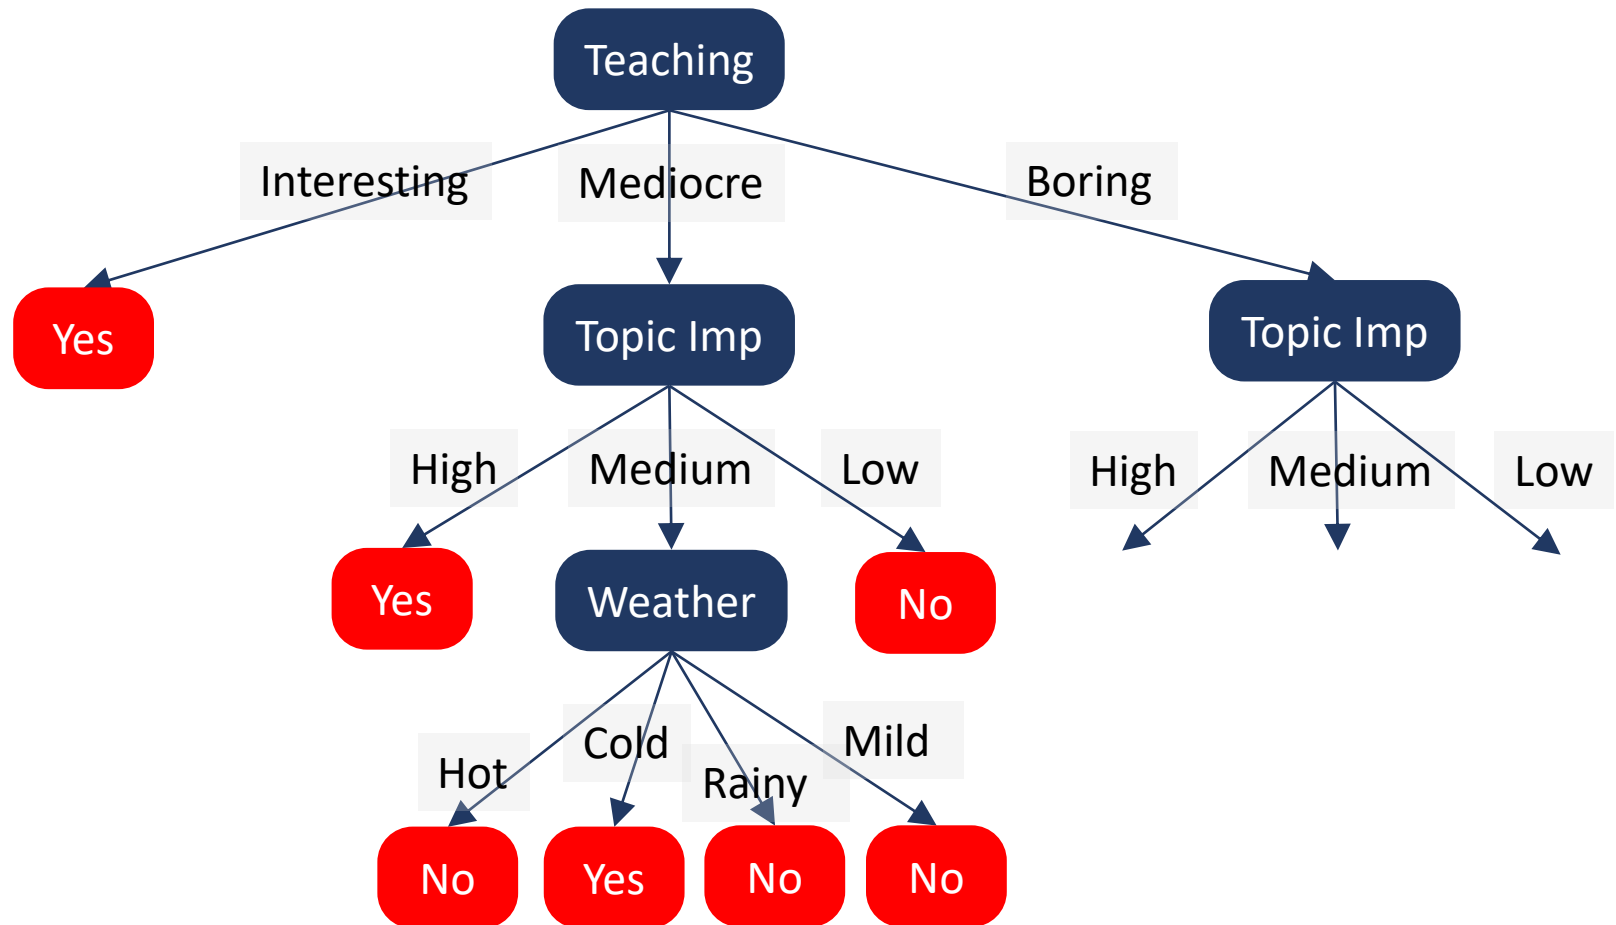 Teaching
Interesting
Mediocre
Boring
Yes
Topic Imp
Topic Imp
High
Medium
Low
High
Medium
Low
Yes
Weather
No
Hot
Cold
Rainy
Mild
No
Yes
No
No